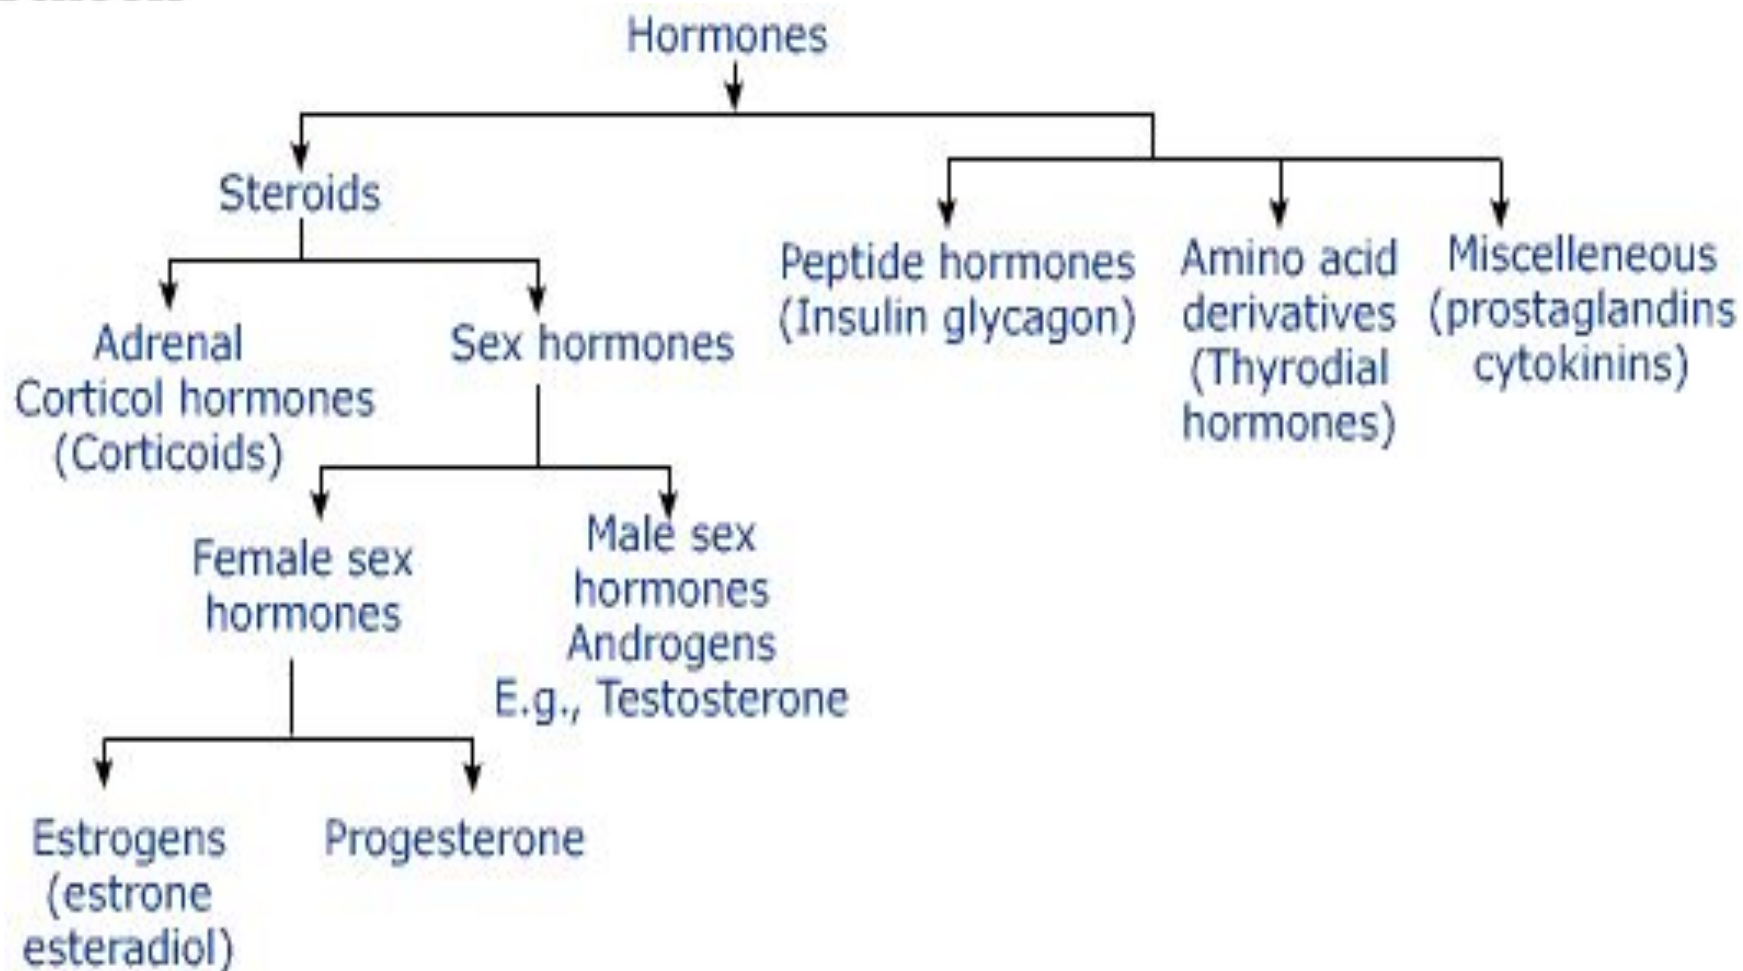 Hormones
Steroids
Peptide hormones
(Insulin glycagon)
Amino acid
derivatives
(Thyrodial
hormones)
Miscelleneous
(prostaglandins
cytokinins)
Adrenal
Corticol hormones
(Corticoids)
Sex hormones
Female sex
hormones
Male sex
hormones
Androgens
E.g., Testosterone
Estrogens
(estrone
esteradiol)
Progesterone